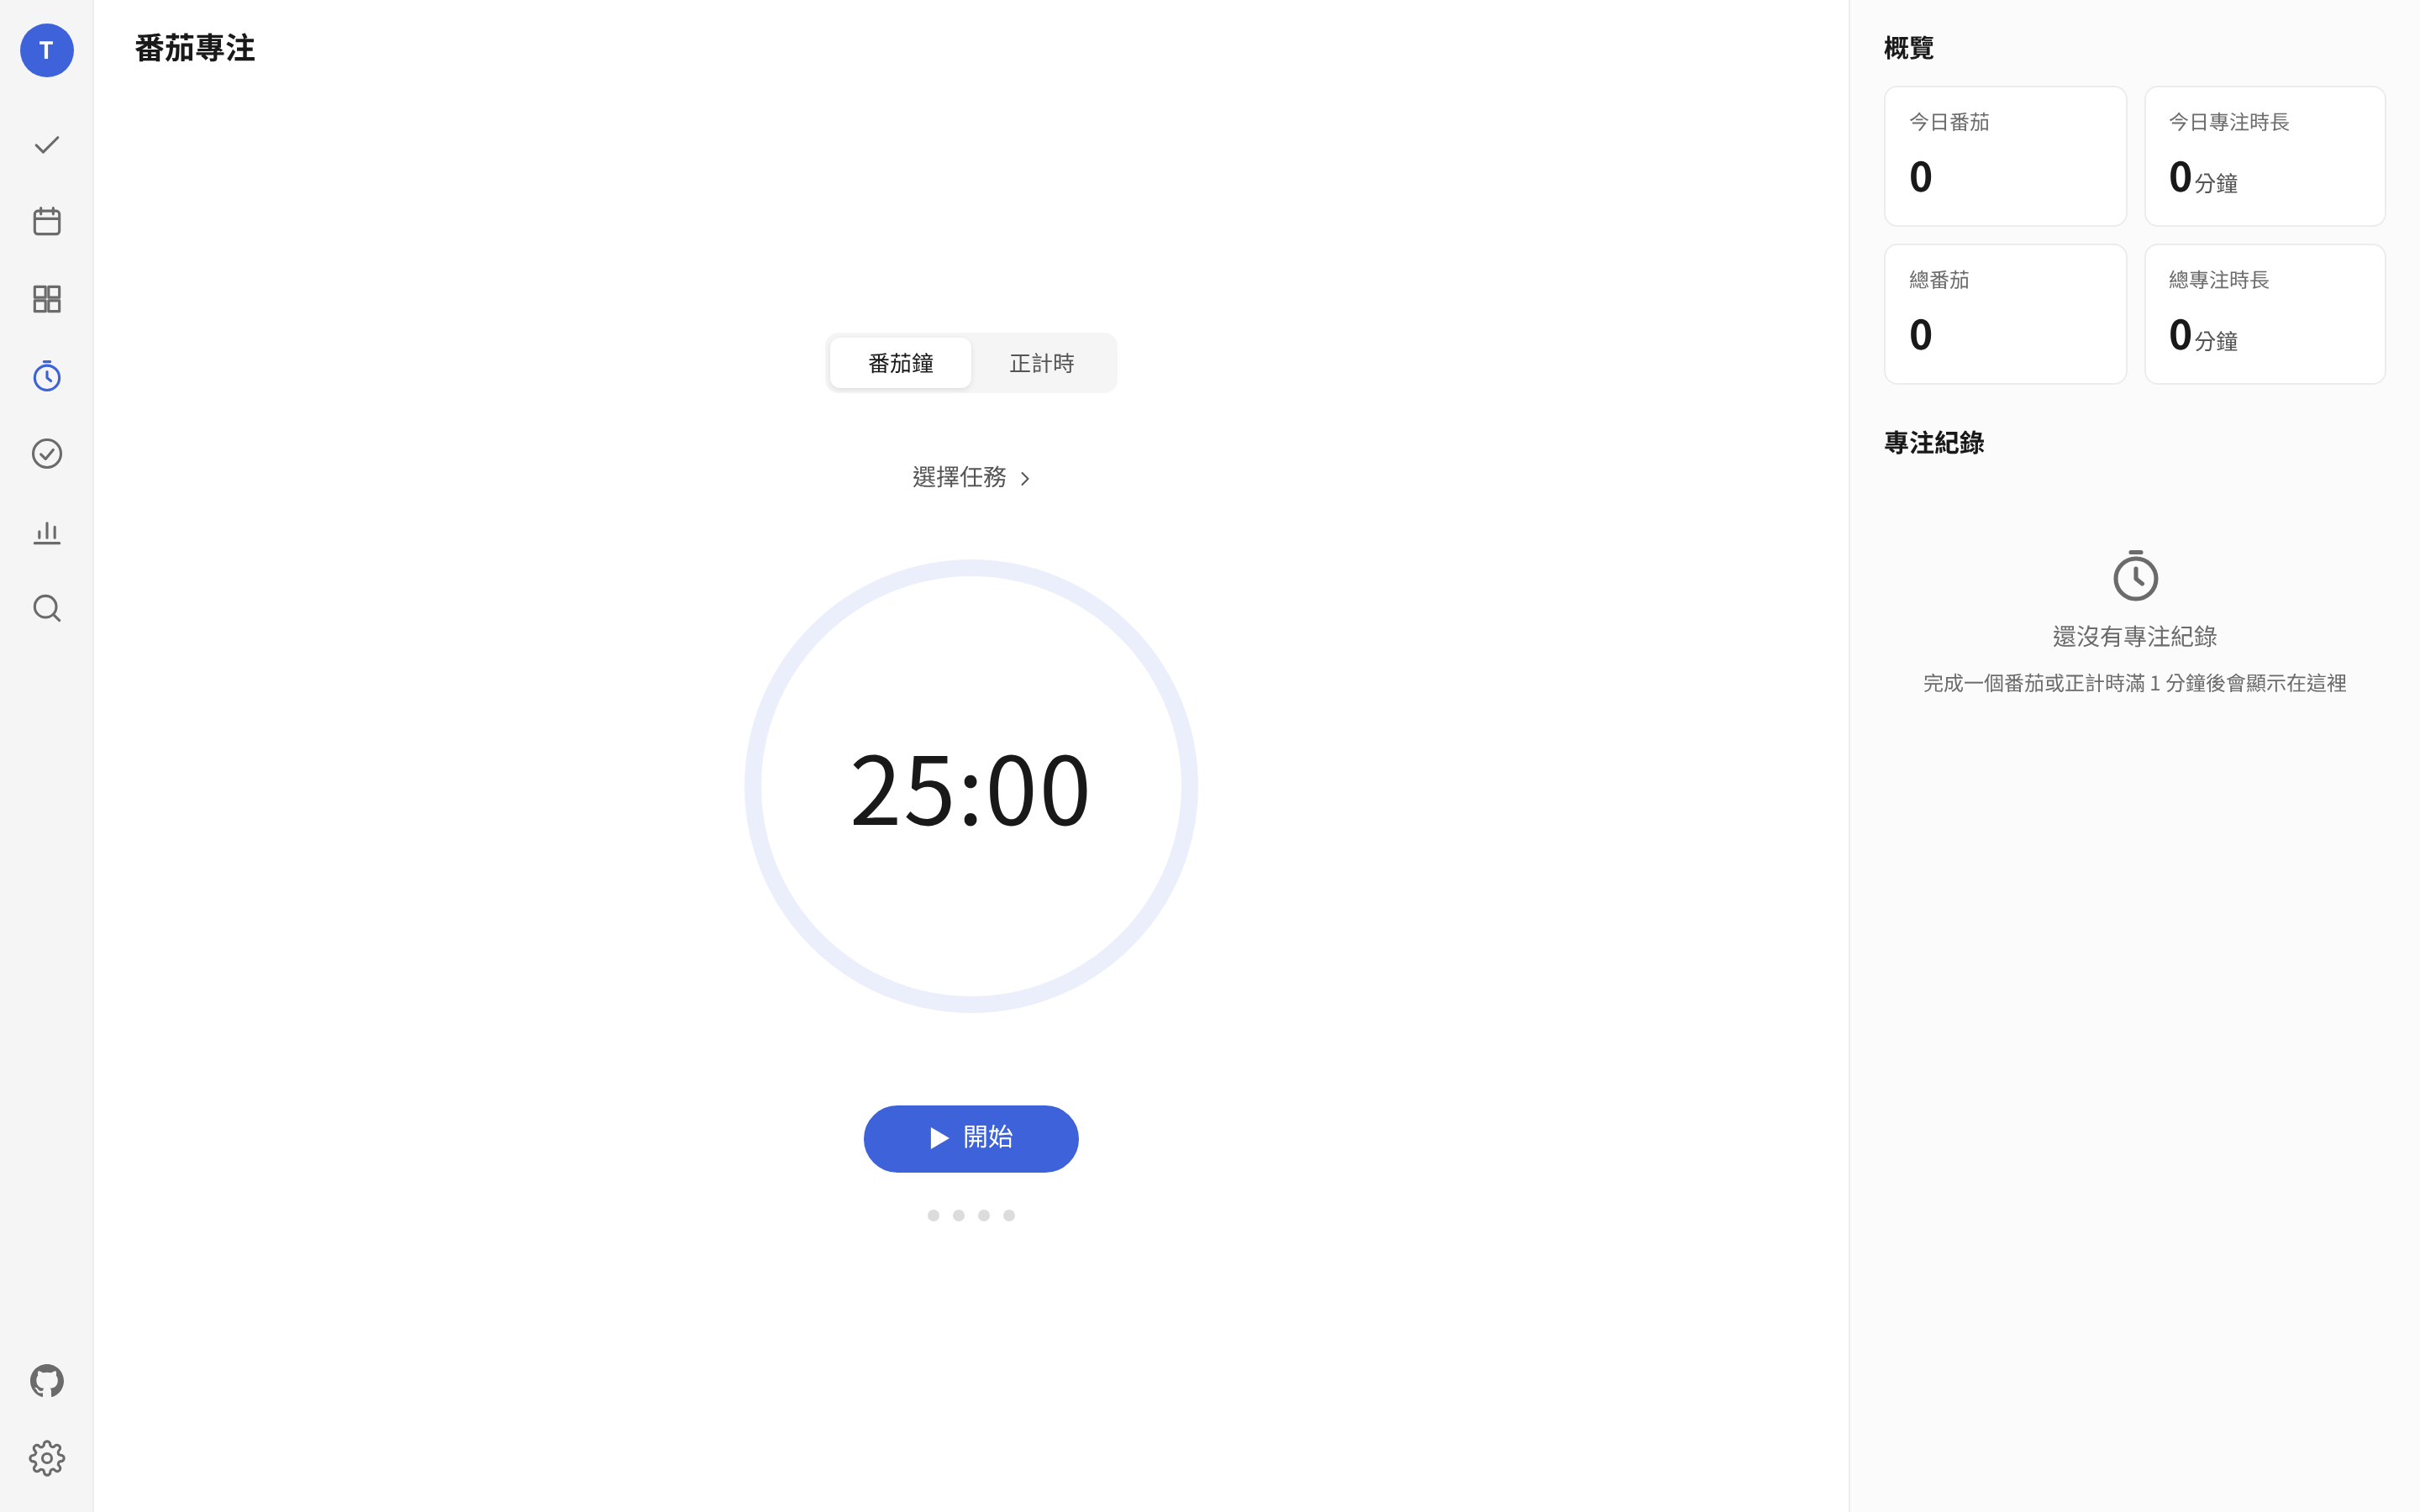 T
番茄專注
番茄鐘
正計時
選擇任務
25:00
開始
概覽
今日番茄
0
今日專注時長
0分鐘
總番茄
0
總專注時長
0分鐘
專注紀錄
還沒有專注紀錄
完成一個番茄或正計時滿 1 分鐘後會顯示在這裡